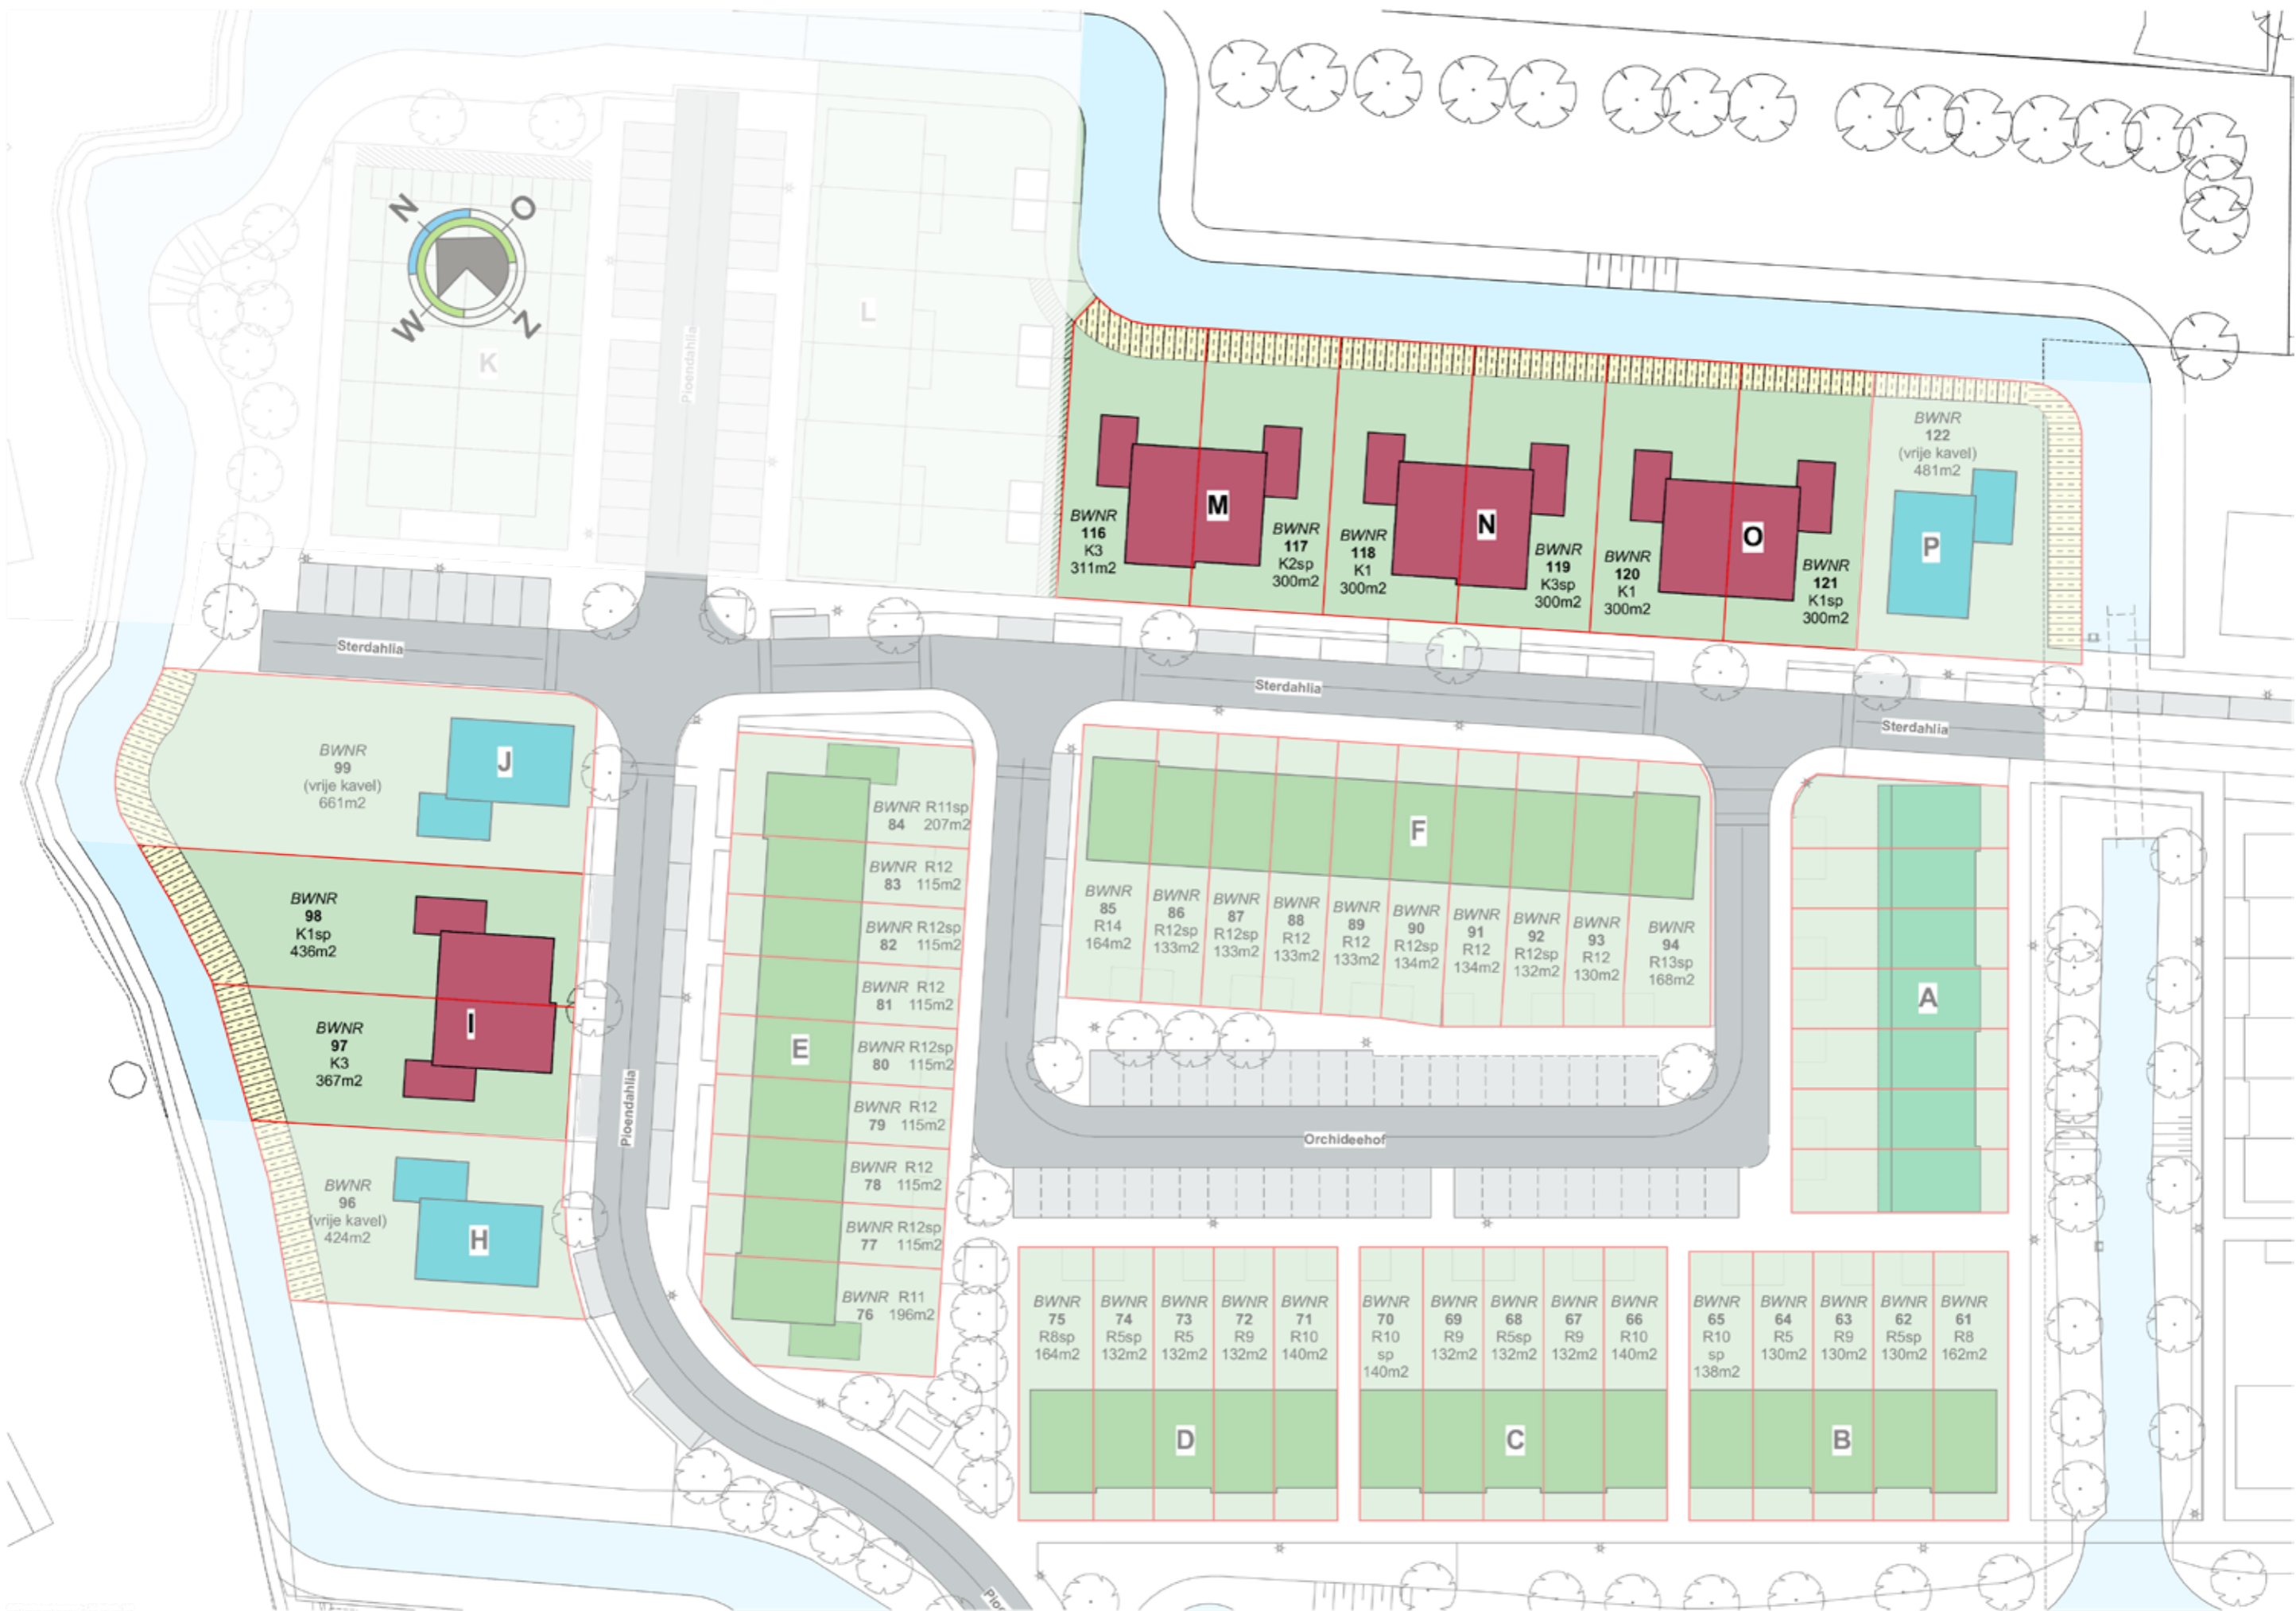 N
O
W
Z
K
L
Pioendahlia
BWNR
116
K3
311m2
M
BWNR
117
K2sp
300m2
BWNR
118
K1
300m2
N
BWNR
119
K3sp
300m2
BWNR
120
K1
300m2
O
BWNR
121
K1sp
300m2
BWNR
122
(vrije kavel)
481m2
P
Sterdahlia
Sterdahlia
Sterdahlia
BWNR
99
(vrije kavel)
661m2
J
BWNR
98
K1sp
436m2
BWNR
97
K3
367m2
I
BWNR
96
(vrije kavel)
424m2
H
Pioendahlia
BWNR R11sp
84 207m2
BWNR R12
83 115m2
BWNR R12sp
82 115m2
BWNR R12
81 115m2
E
BWNR R12sp
80 115m2
BWNR R12
79 115m2
BWNR R12
78 115m2
BWNR R12sp
77 115m2
BWNR R11
76 196m2
F
BWNR
85
R14
164m2
BWNR
86
R12sp
133m2
BWNR
87
R12sp
133m2
BWNR
88
R12
133m2
BWNR
89
R12
133m2
BWNR
90
R12sp
134m2
BWNR
91
R12
134m2
BWNR
92
R12sp
132m2
BWNR
93
R12
130m2
BWNR
94
R13sp
168m2
A
Orchideehof
BWNR
75
R8sp
164m2
BWNR
74
R5sp
132m2
BWNR
73
R5
132m2
BWNR
72
R9
132m2
BWNR
71
R10
140m2
D
BWNR
70
R10
sp
140m2
BWNR
69
R9
132m2
BWNR
68
R5sp
132m2
BWNR
67
R9
132m2
BWNR
66
R10
140m2
C
BWNR
65
R10
sp
138m2
BWNR
64
R5
130m2
BWNR
63
R9
130m2
BWNR
62
R5sp
130m2
BWNR
61
R8
162m2
B